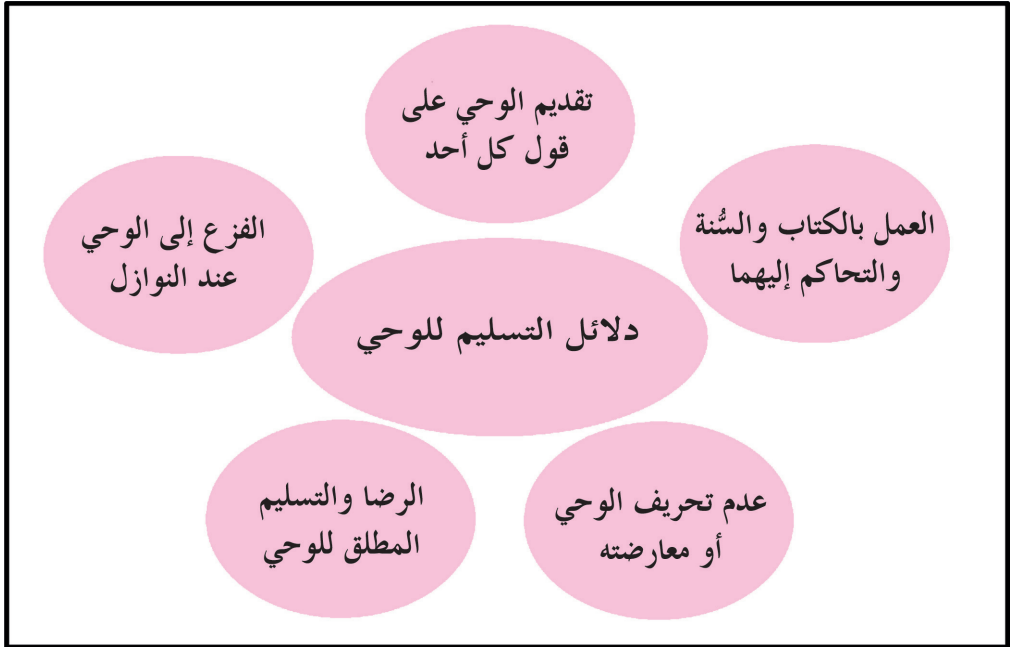 تقديم الوحي على
قول كل أحد
العمل بالكتاب والسُّنة
والتحاكم إليهما
الفزع إلى الوحي
عند النوازل
دلائل التسليم للوحي
عدم تحريف الوحي
أو معارضته
الرضا والتسليم
المطلق للوحي